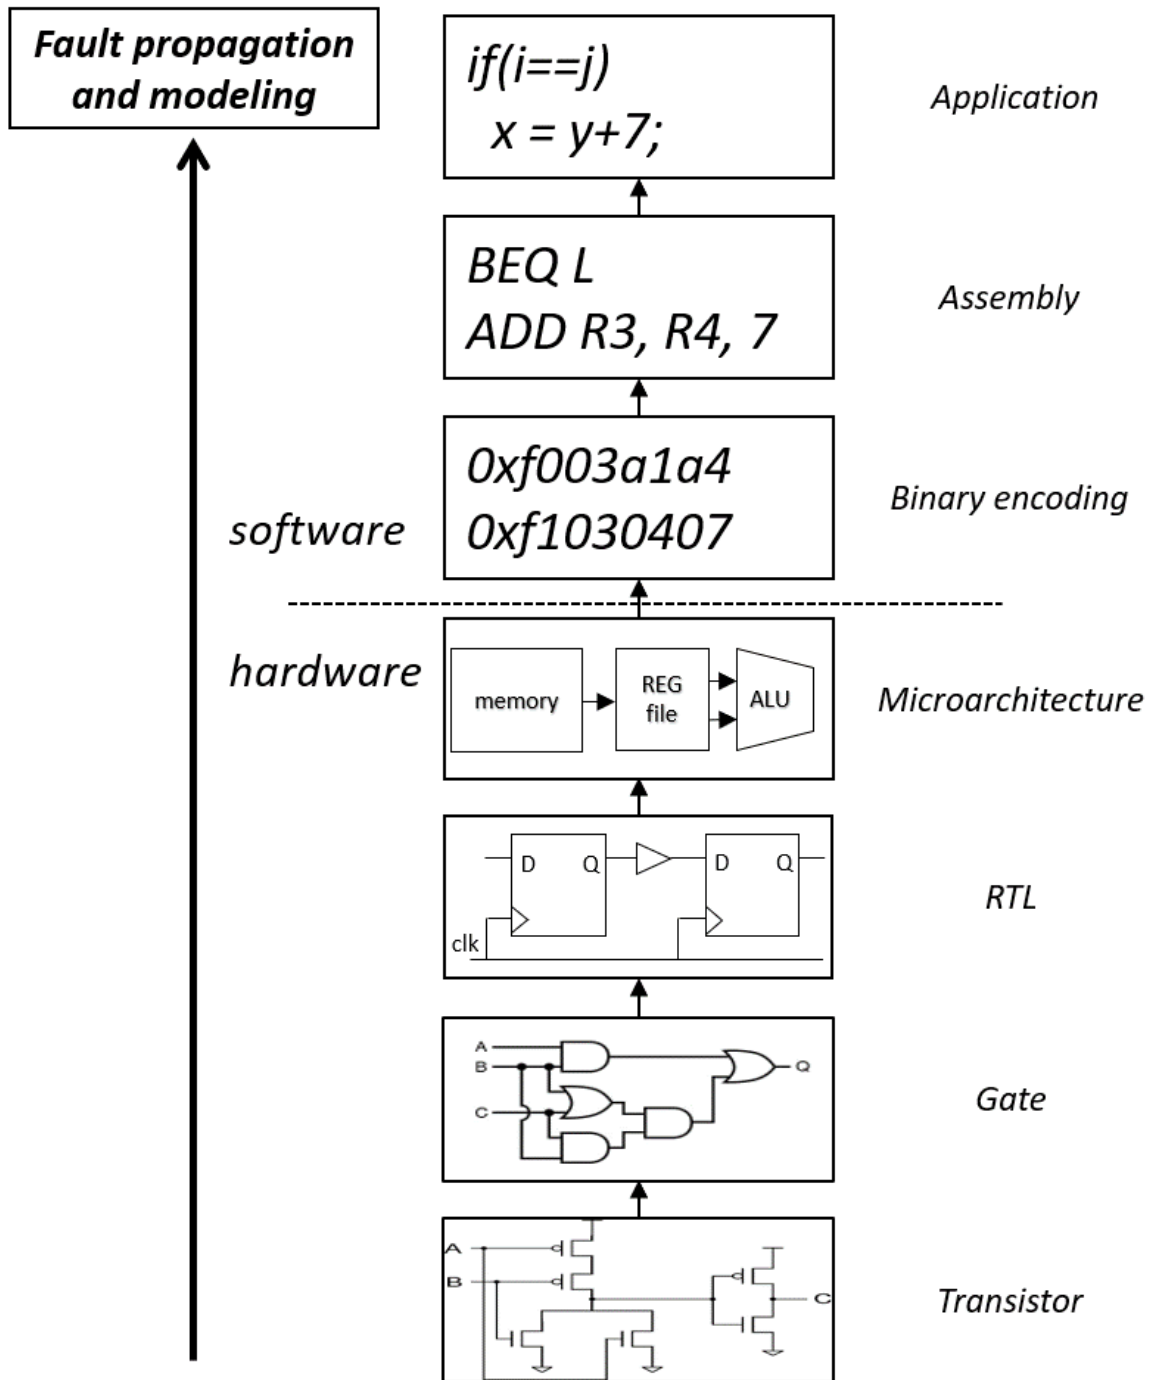 Fault propagation
and modeling
if(i==j)
x = y+7;
Application
BEQ L
ADD R3, R4, 7
Assembly
0xf003a1a4
0xf1030407
Binary encoding
software
hardware
memory
REG
file
ALU
Microarchitecture
D Q D Q
clk
RTL
A
B
C
Q
Gate
A
B
C
Transistor